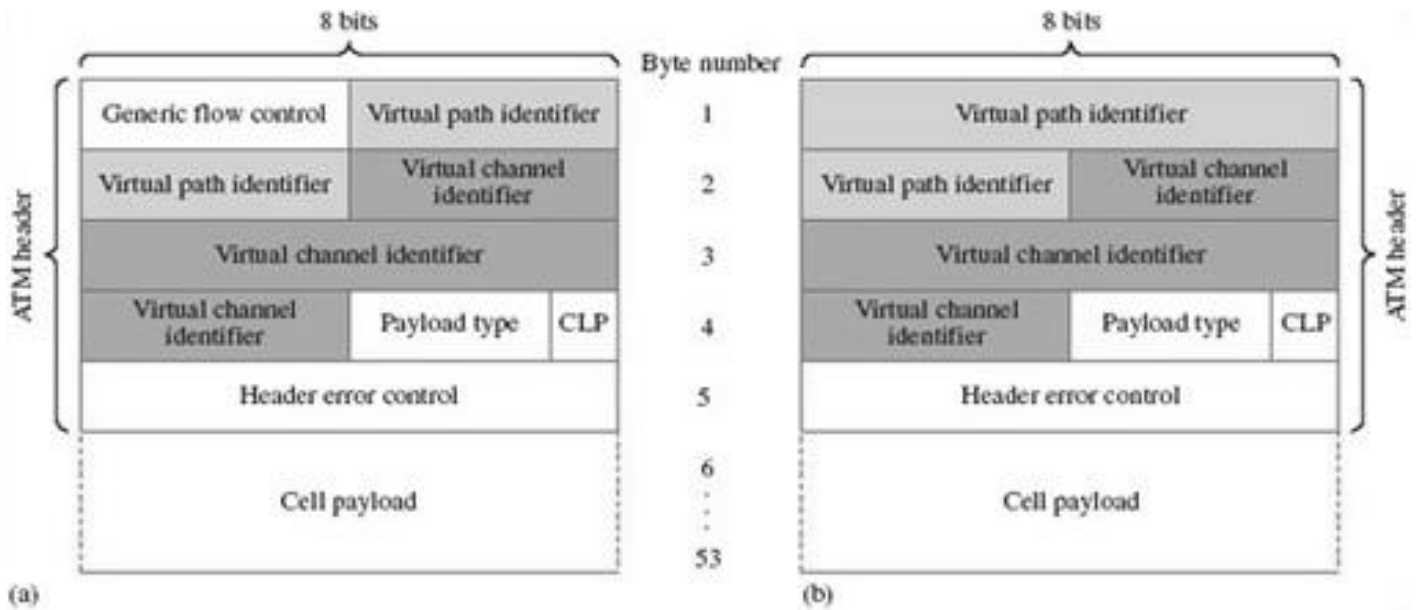 8 bits
8 bits
Byte number
ATM header
Generic flow control
Virtual path identifier
1
Virtual path identifier
Virtual path identifier
Virtual channel
identifier
2
Virtual path identifier
Virtual channel
identifier
Virtual channel identifier
3
Virtual channel identifier
Virtual channel
identifier
Payload type
CLP
4
Virtual channel
identifier
Payload type
CLP
Header error control
5
Header error control
ATM header
Cell payload
6
.
.
.
53
Cell payload
(a)
(b)